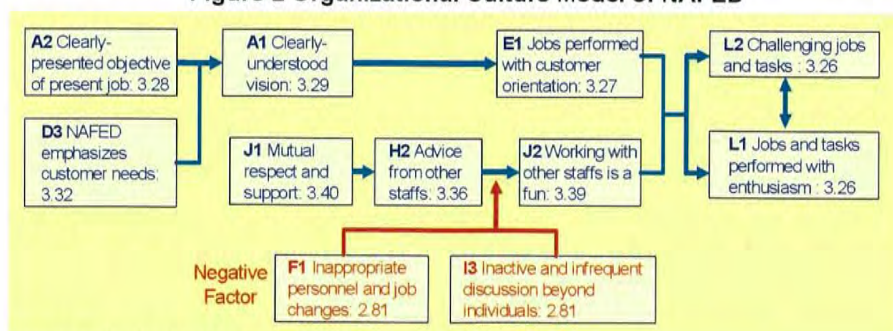 Figure 2 Organizational Culture Model of NAFED
A2 Clearly-
presented objective
of present job: 3.28
A1 Clearly-
understood
vision: 3.29
E1 Jobs performed
with customer
orientation: 3.27
L2 Challenging jobs
and tasks : 3.26
D3 NAFED
emphasizes
customer needs:
3.32
J1 Mutual
respect and
support: 3.40
H2 Advice
from other
staffs: 3.36
J2 Working with
other staffs is a
fun: 3.39
L1 Jobs and tasks
performed with
enthusiasm : 3.26
Negative
Factor
F1 Inappropriate
personnel and job
changes: 2.81
I3 Inactive and infrequent
discussion beyond
individuals: 2.81